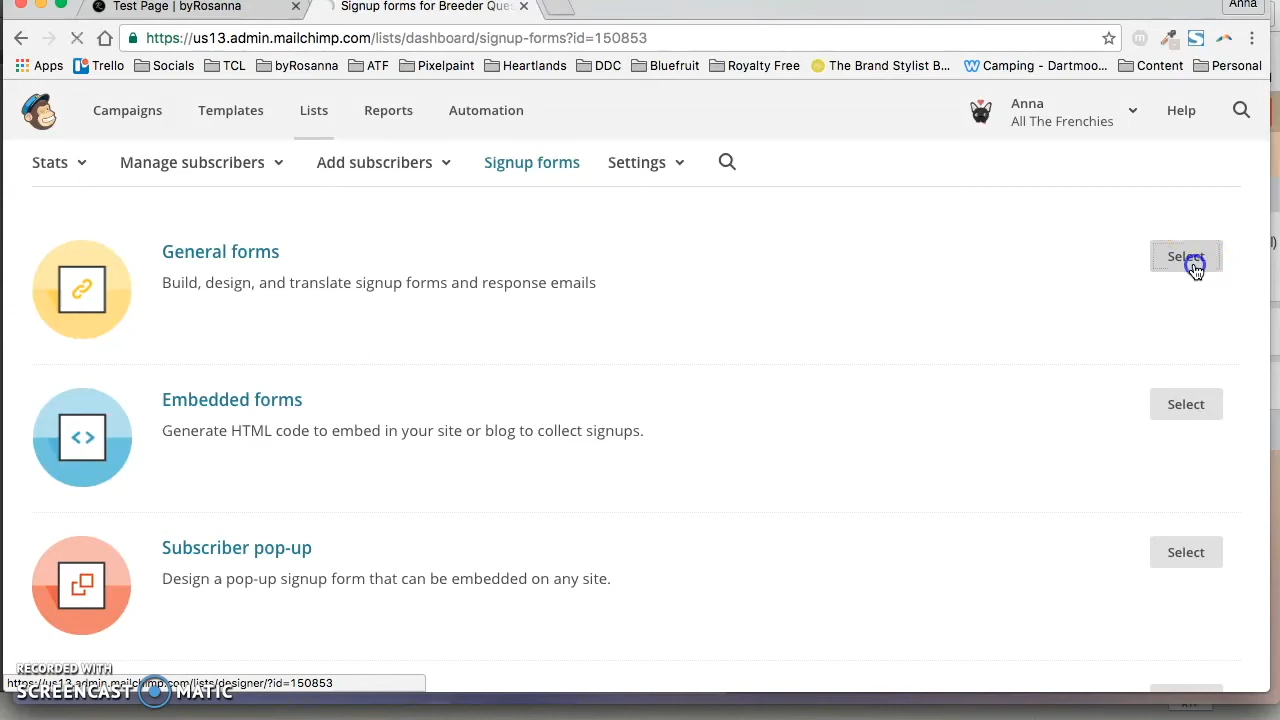 Test Page | byRosanna
Signup forms for Breeder Que
Anna
https://us13.admin.mailchimp.com/lists/dashboard/signup-forms?id=150853
Apps Trello Socials TCL byRosanna ATF Pixelpaint Heartlands DDC Bluefruit Royalty Free The Brand Stylist B... Camping - Dartmoo... Content Personal
Campaigns Templates Lists Reports Automation
Anna
All The Frenchies
Help
Stats Manage subscribers Add subscribers Signup forms Settings
General forms
Select
Build, design, and translate signup forms and response emails
Embedded forms
Select
Generate HTML code to embed in your site or blog to collect signups.
Subscriber pop-up
Select
Design a pop-up signup form that can be embedded on any site.
RECORDED WITH
https://us13.admin.mailchimp.com/lists/designer/?id=150853
SCREENCAST MATIC